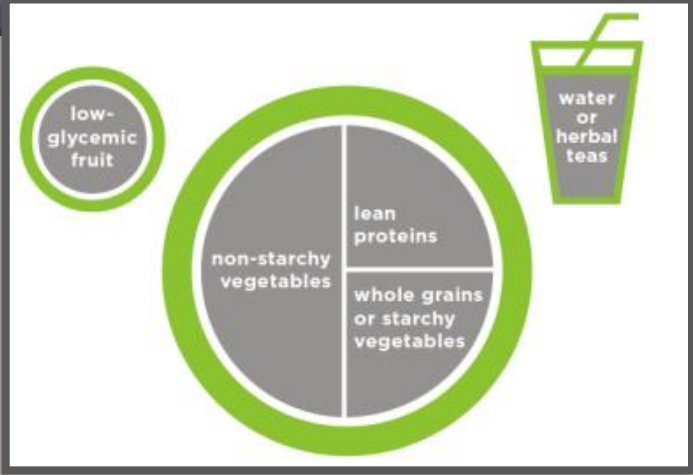 low-
glycemic
fruit
water
or
herbal
teas
non-starchy
vegetables
lean
proteins
whole grains
or starchy
vegetables